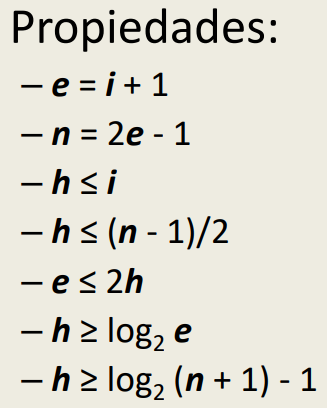 Propiedades:
– e = i + 1
– n = 2e - 1
– h ≤ i
– h ≤ (n - 1)/2
– e ≤ 2h
– h ≥ log₂ e
– h ≥ log₂ (n + 1) - 1